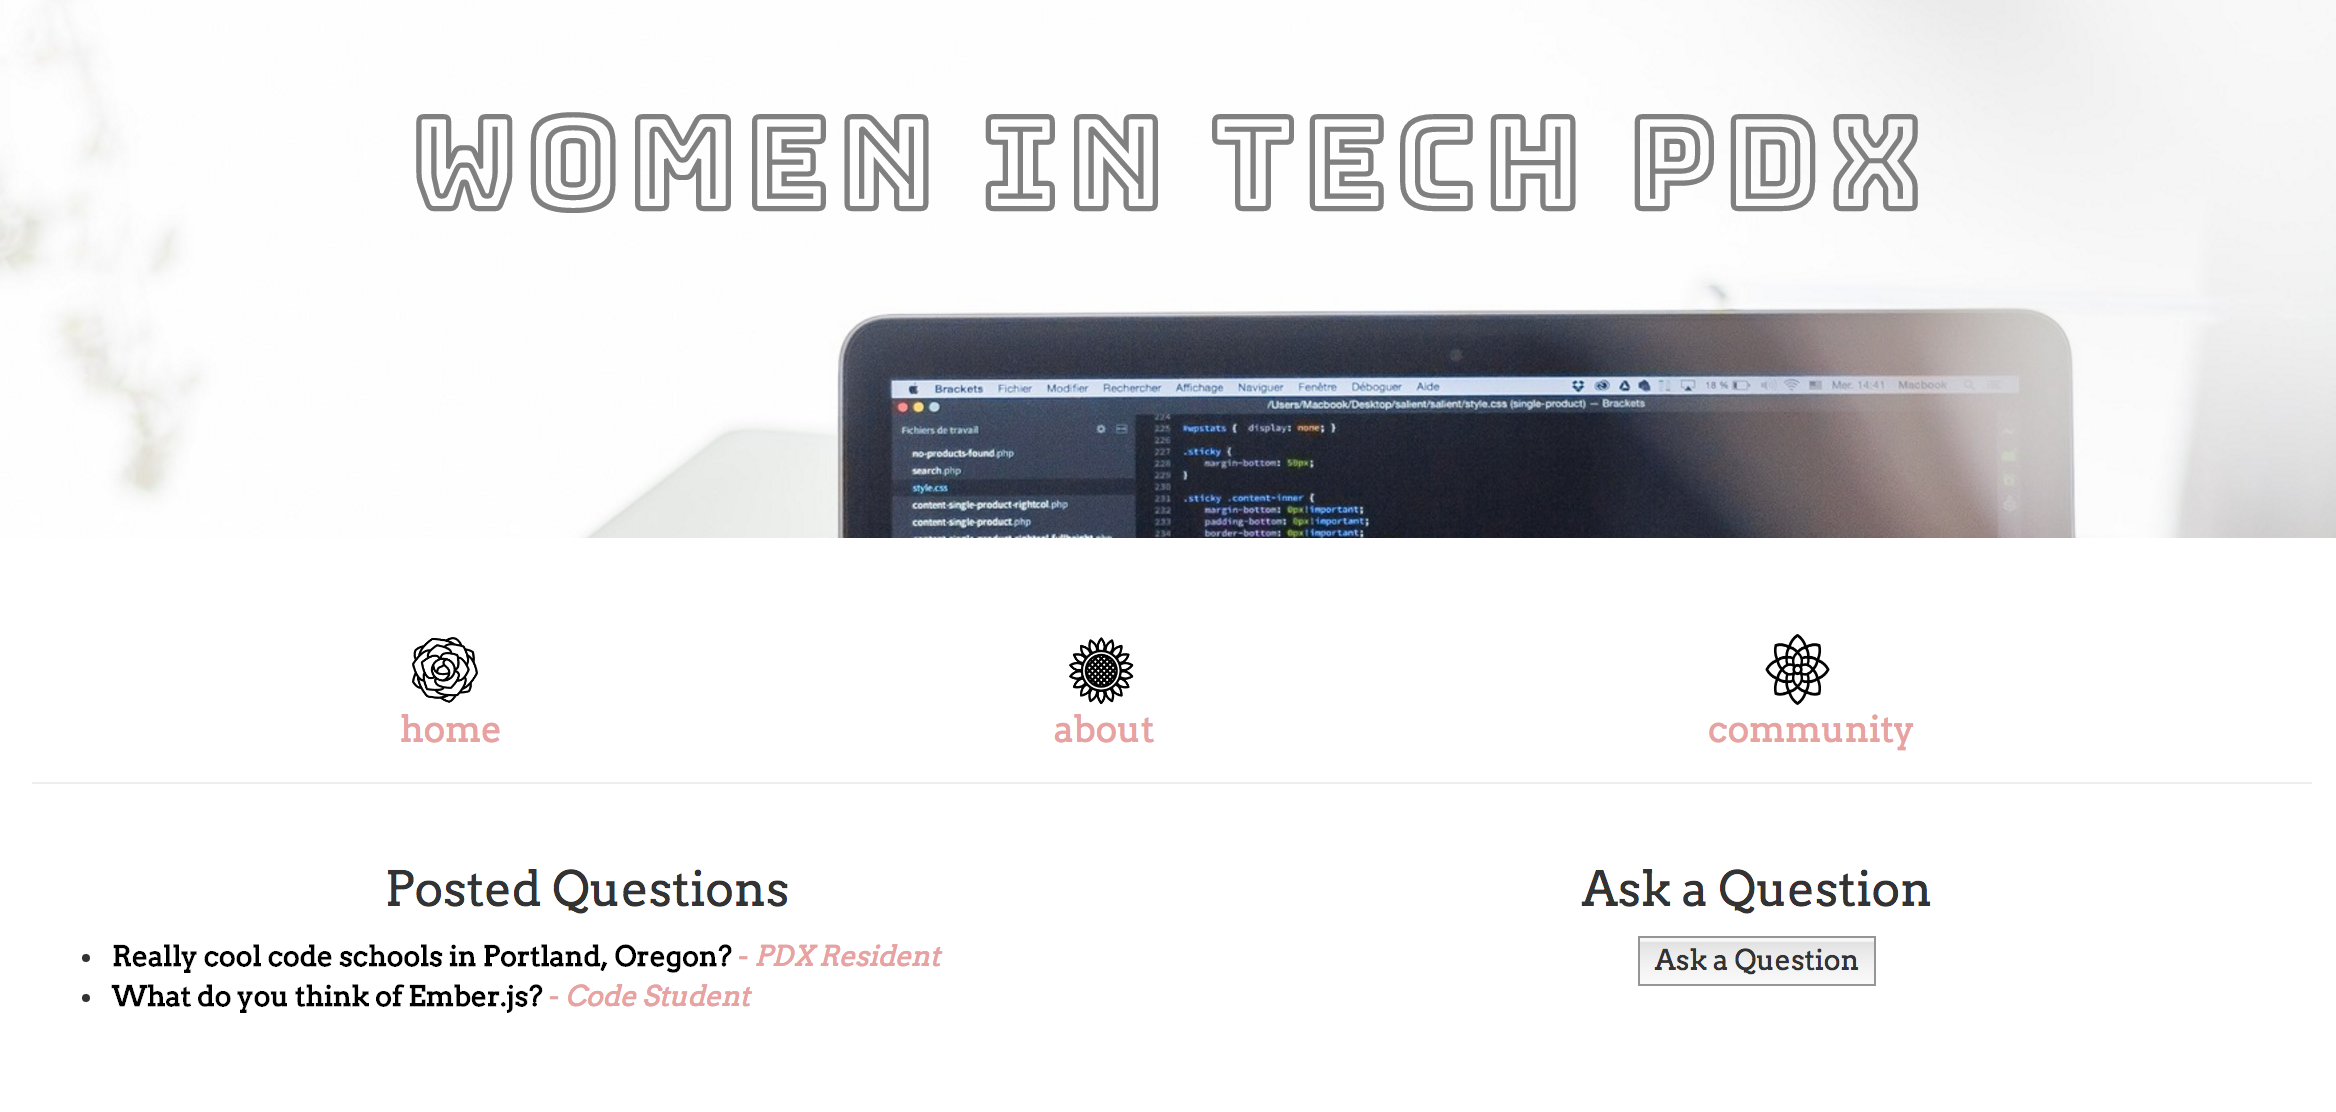 WOMEN IN TECH PDX
Brackets Fichier Modifier Rechercher Affichage Naviguer Fenêtre Déboguer Aide 18 % Mer. 14:41 Macbook
/Users/Macbook/Desktop/salient/salient/style.css (single-product) — Brackets
Fichiers de travail
no-products-found.php
search.php
style.css
content-single-product-rightcol.php
content-single-product.php
224
225 #wpstats { display: none; }
226
227 .sticky {
228 margin-bottom: 50px;
229 }
230
231 .sticky .content-inner {
232 margin-bottom: 0px!important;
233 padding-bottom: 0px!important;
234 border-bottom: 0px!important;
home
about
community
Posted Questions
• Really cool code schools in Portland, Oregon? - PDX Resident
• What do you think of Ember.js? - Code Student
Ask a Question
Ask a Question